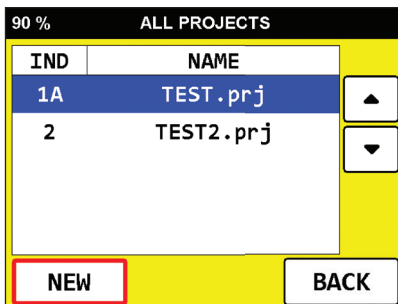 90 % ALL PROJECTS
IND NAME
1A TEST.prj
2 TEST2.prj
NEW BACK